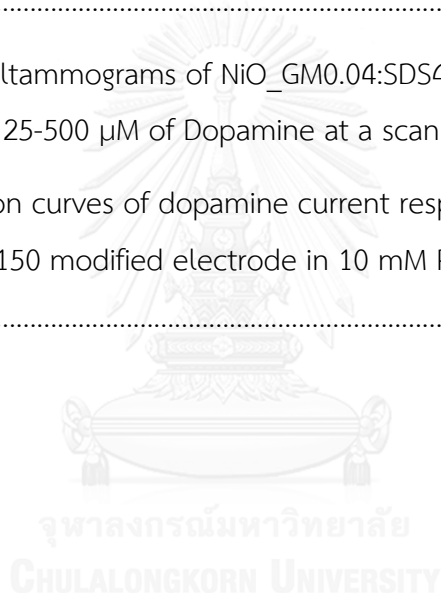 ................................................................
ltammograms of NiO_GM0.04:SDS4
25-500 µM of Dopamine at a scan
on curves of dopamine current resp
150 modified electrode in 10 mM
................................................................
จุฬาลงกรณ์มหาวิทยาลัย
CHULALONGKORN UNIVERSITY